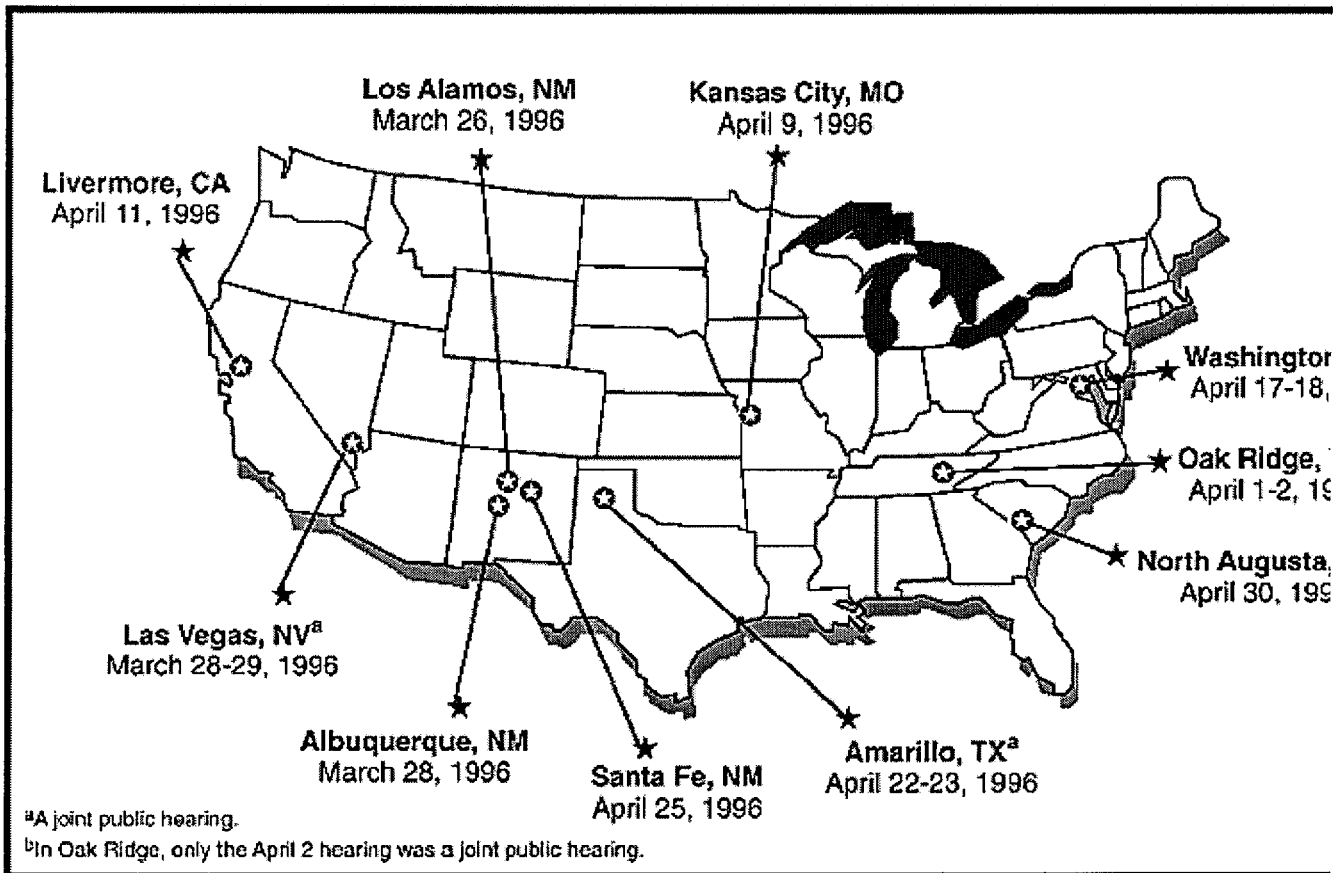 Los Alamos, NM
March 26, 1996
Kansas City, MO
April 9, 1996
Livermore, CA
April 11, 1996
Washington
April 17-18,
Oak Ridge,
April 1-2, 19
North Augusta,
April 30, 199
Las Vegas, NVᵃ
March 28-29, 1996
Albuquerque, NM
March 28, 1996
Santa Fe, NM
April 25, 1996
Amarillo, TXᵃ
April 22-23, 1996
ᵃA joint public hearing.
ᵇIn Oak Ridge, only the April 2 hearing was a joint public hearing.